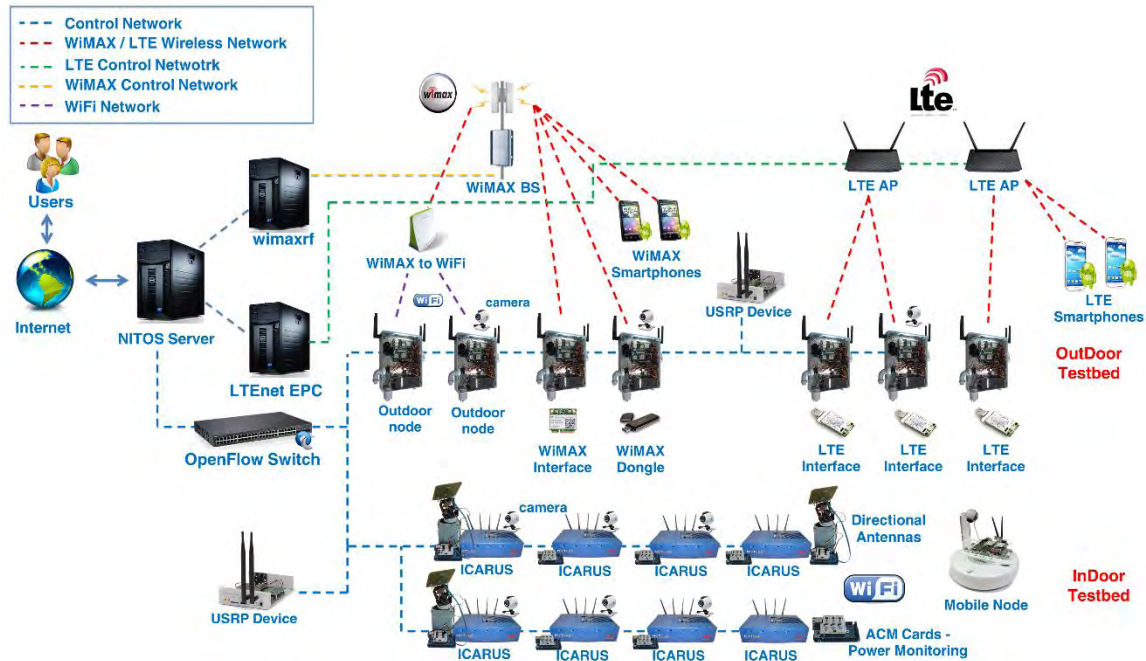 Control Network
WiMAX / LTE Wireless Network
LTE Control Netwotrk
WiMAX Control Network
WiFi Network
wimax
Lte
Users
WiMAX BS
LTE AP
LTE AP
wimaxrf
WiMAX to WiFi
WiMAX
Smartphones
Internet
NITOS Server
WiFi
camera
USRP Device
LTE
Smartphones
OutDoor
Testbed
LTEnet EPC
Outdoor
node
Outdoor
node
WiMAX
Interface
WiMAX
Dongle
LTE
Interface
LTE
Interface
LTE
Interface
OpenFlow Switch
camera
Directional
Antennas
ICARUS
ICARUS
ICARUS
ICARUS
WiFi
Mobile Node
InDoor
Testbed
USRP Device
ICARUS
ICARUS
ICARUS
ICARUS
ACM Cards -
Power Monitoring